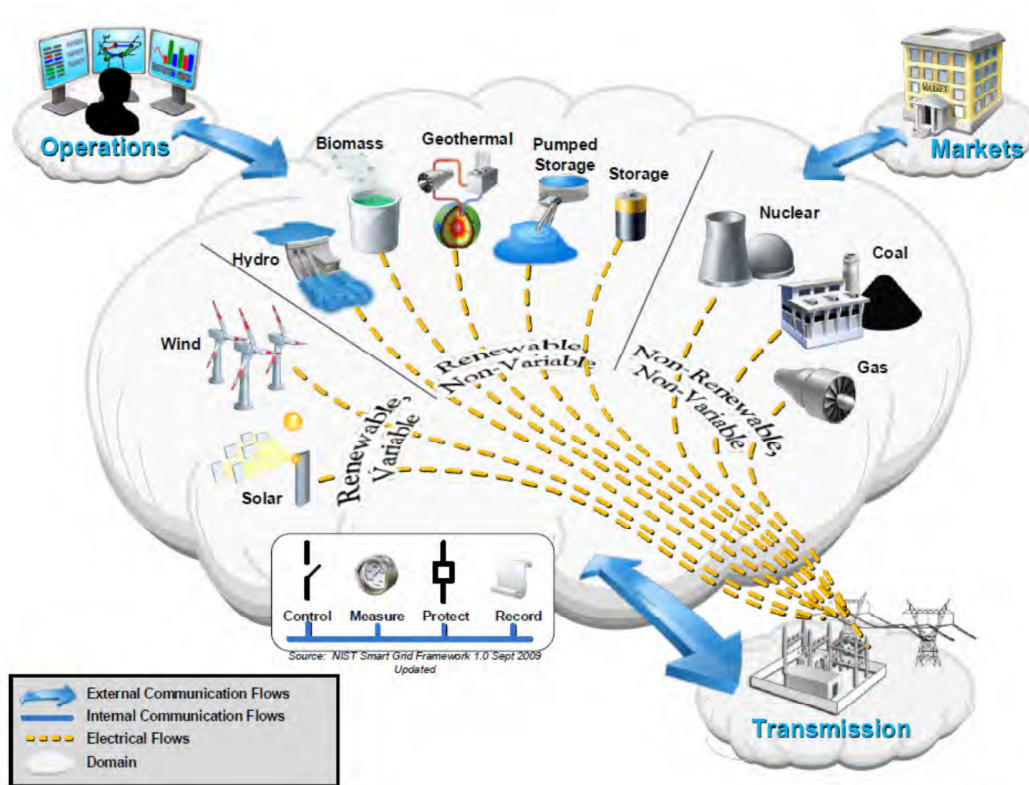 Operations
Markets
MARKET
Biomass
Geothermal
Pumped
Storage
Storage
Nuclear
Hydro
Coal
Wind
Gas
Solar
Renewable,
Variable
Renewable,
Non-Variable
Non-Renewable,
Non-Variable
Control
Measure
Protect
Record
Source: NIST Smart Grid Framework 1.0 Sept 2009
Updated
Transmission
External Communication Flows
Internal Communication Flows
Electrical Flows
Domain